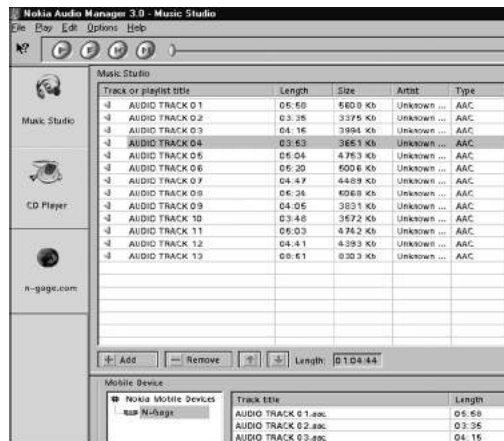 Nokia Audio Manager 3.0 - Music Studio
File Play Edit Options Help
Music Studio
Track or playlist title Length Size Artist Type
AUDIO TRACK 01 05:58 5608 Kb Unknown ... AAC
AUDIO TRACK 02 03:35 3375 Kb Unknown ... AAC
AUDIO TRACK 03 04:15 3994 Kb Unknown ... AAC
AUDIO TRACK 04 03:53 3651 Kb Unknown ... AAC
AUDIO TRACK 05 05:04 4753 Kb Unknown ... AAC
AUDIO TRACK 06 05:20 5006 Kb Unknown ... AAC
AUDIO TRACK 07 04:47 4489 Kb Unknown ... AAC
AUDIO TRACK 08 05:24 5068 Kb Unknown ... AAC
AUDIO TRACK 09 04:05 3831 Kb Unknown ... AAC
AUDIO TRACK 10 03:48 3572 Kb Unknown ... AAC
AUDIO TRACK 11 05:03 4742 Kb Unknown ... AAC
AUDIO TRACK 12 04:41 4393 Kb Unknown ... AAC
AUDIO TRACK 13 08:51 8303 Kb Unknown ... AAC
Music Studio
CD Player
n-gage.com
Add Remove Length: 01:04:44
Mobile Device
Nokia Mobile Devices
N-Gage
Track title Length
AUDIO TRACK 01.aac 05:58
AUDIO TRACK 02.aac 03:35
AUDIO TRACK 03.aac 04:15